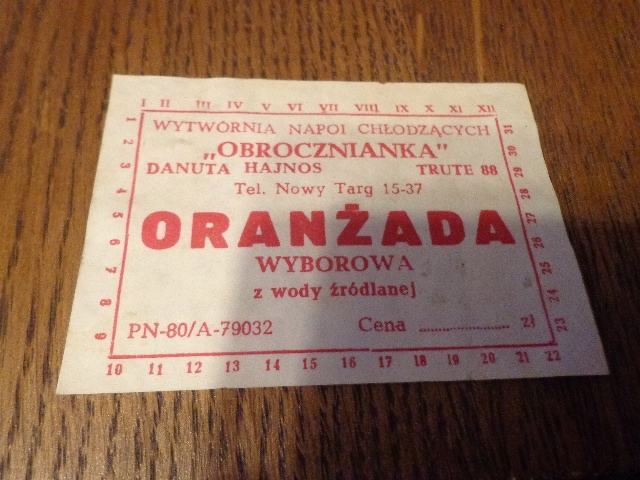 I II III IV V VI VII VIII IX X XI XII
WYTWÓRNIA NAPOI CHŁODZĄCYCH
„OBROCZNIANKA"
DANUTA HAJNOS TRUTE 88
Tel. Nowy Targ 15-37
ORANŻADA
WYBOROWA
z wody źródlanej
PN-80/A-79032 Cena .................... zł
1
2
3
4
5
6
7
8
9
10 11 12 13 14 15 16 17 18 19 20 21 22
23
24
25
26
27
28
29
30
31